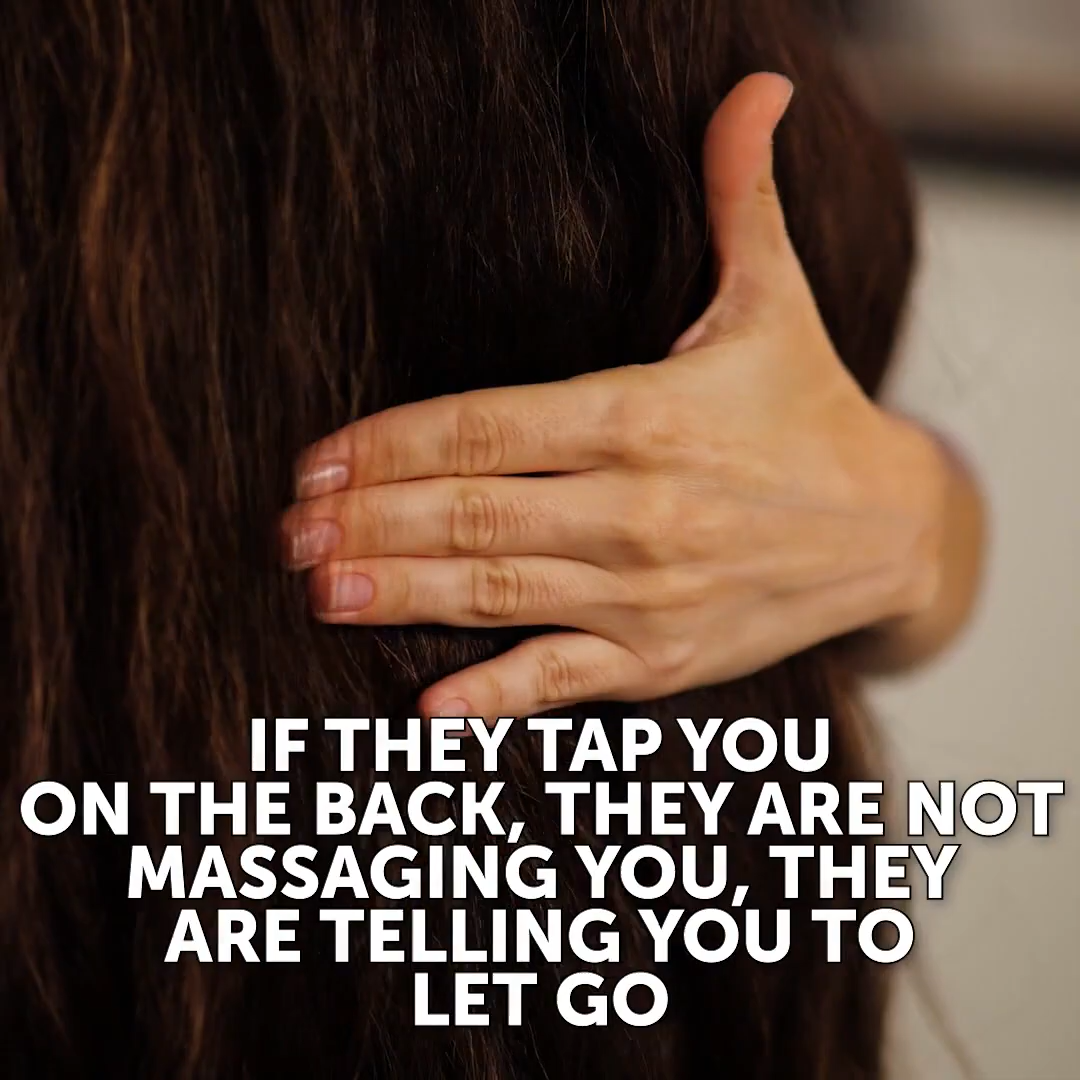 IF THEY TAP YOU
ON THE BACK, THEY ARE NOT
MASSAGING YOU, THEY
ARE TELLING YOU TO
LET GO